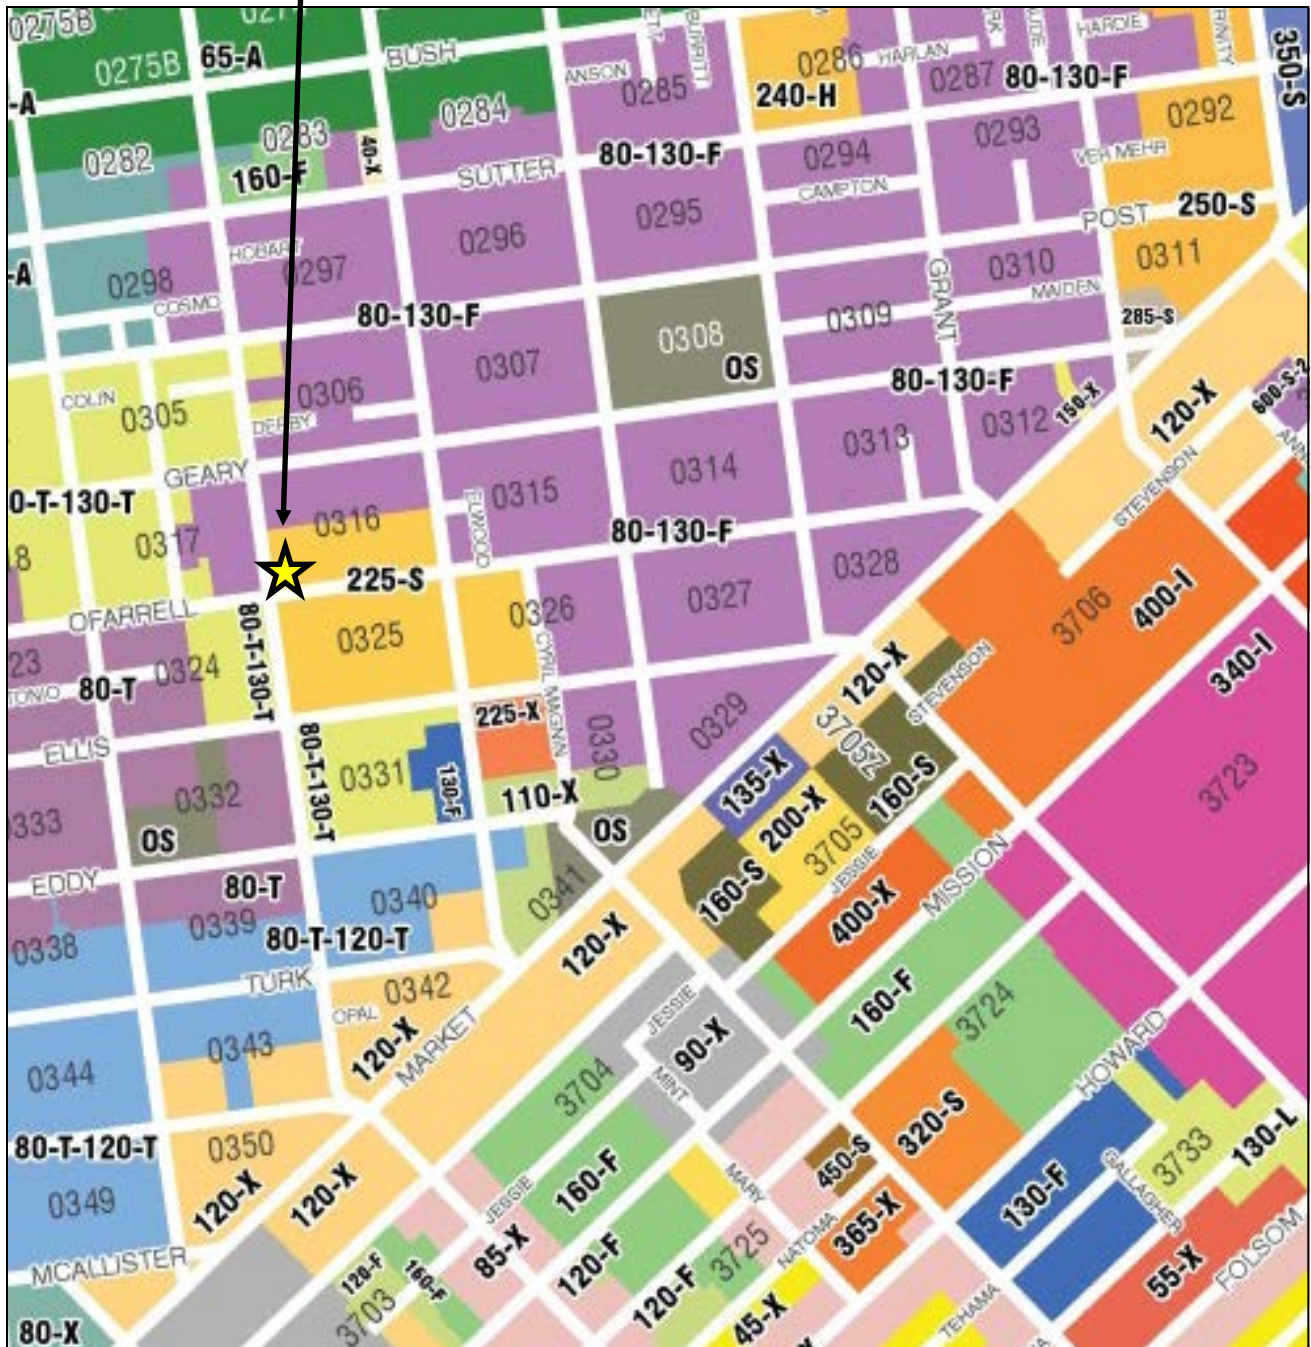 0275B
0275B
65-A
BUSH
BURRITT
0286
HARLAN
HARDIE
350-S
-A
ANSON
0285
240-H
0287
80-130-F
0282
0283
0284
160-F
40-X
SUTTER
80-130-F
0294
0293
0292
VER MEHR
CAMPTON
250-S
-A
0298
HOBART
0297
0296
0295
POST
COSMO
80-130-F
GRANT
0310
MAIDEN
0311
285-S
0307
0308
OS
0309
80-130-F
COLIN
0305
0306
DERBY
0312
150-X
120-X
600-S-2
GEARY
0313
STEVENSON
0-T-130-T
0317
0316
ELWOOD
0315
0314
80-130-F
8
OFARRELL
225-S
0326
0327
0328
3706
400-I
23
80-T
0324
80-T-130-T
0325
CYRIL MAGNIN
120-X
STEVENSON
340-I
ELLIS
225-X
0329
3705Z
0333
0332
OS
80-T-130-T
0331
130-F
110-X
0330
OS
135-X
200-X
160-S
3723
EDDY
80-T
0340
0341
160-S
3705
JESSIE
400-X
MISSION
0338
0339
80-T-120-T
120-X
TURK
0342
OPAL
120-X
MARKET
JESSIE
90-X
160-F
3724
0344
0343
3704
MINT
HOWARD
80-T-120-T
0350
120-X
120-X
160-F
MARY
450-S
320-S
130-F
GALLAGHER
3733
130-L
0349
JESSIE
85-X
120-F
3725
NATOMA
365-X
MCALLISTER
120-F
160-F
120-F
55-X
FOLSOM
80-X
3703
45-X
TEHAMA